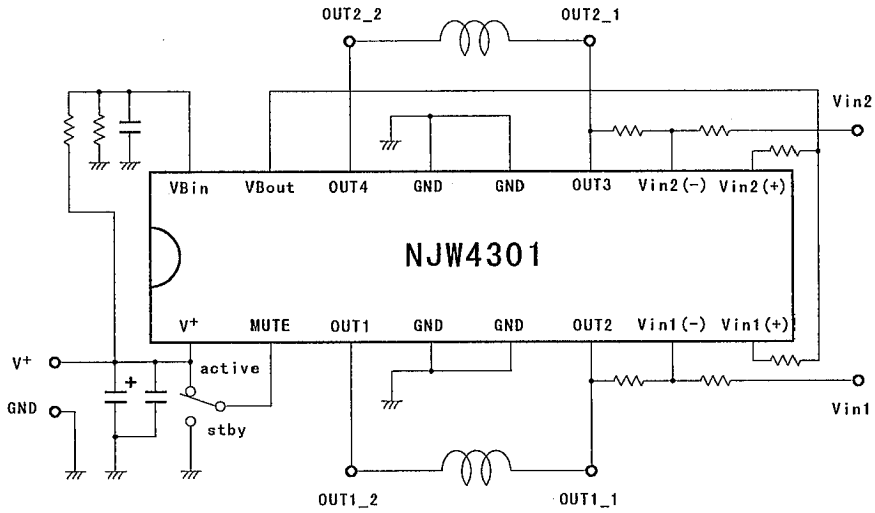 OUT2_2 OUT2_1
Vin2
VBin VBout OUT4 GND GND OUT3 Vin2(-) Vin2(+)
NJW4301
V+ MUTE OUT1 GND GND OUT2 Vin1(-) Vin1(+)
V+ active
+
GND stby
Vin1
OUT1_2 OUT1_1